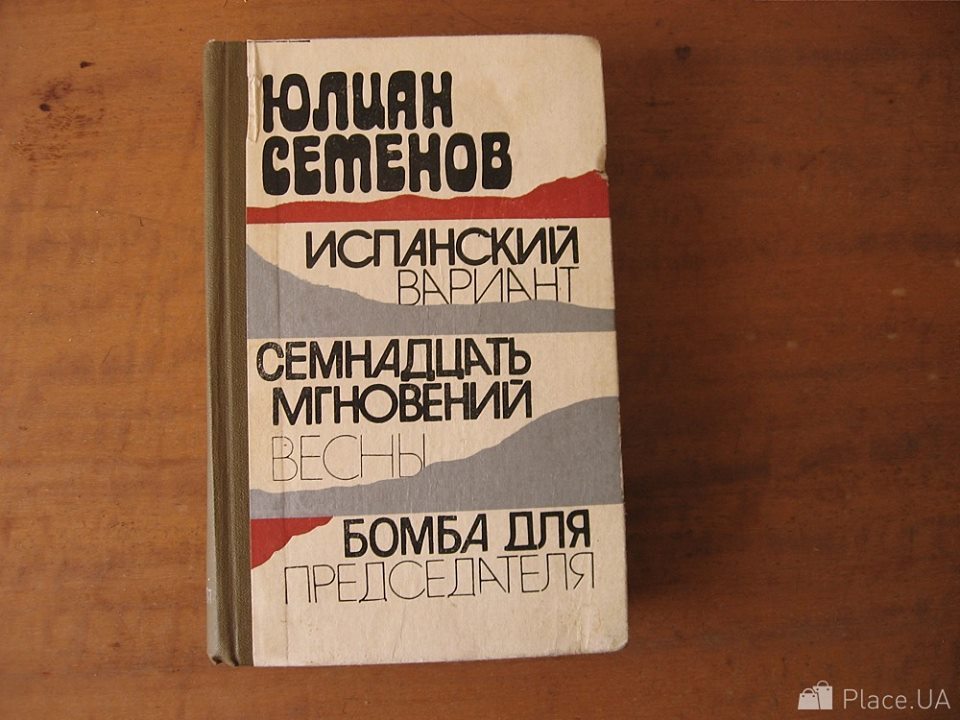 ЮЛИАН
СЕМЕНОВ
ИСПАНСКИЙ
ВАРИАНТ
СЕМНАДЦАТЬ
МГНОВЕНИЙ
ВЕСНЫ
БОМБА ДЛЯ
ПРЕДСЕДАТЕЛЯ
Place.UA